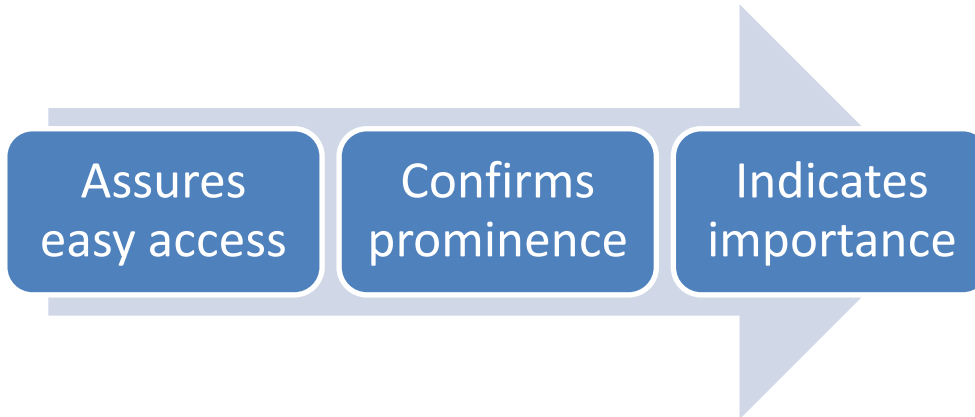 Assures
easy access
Confirms
prominence
Indicates
importance